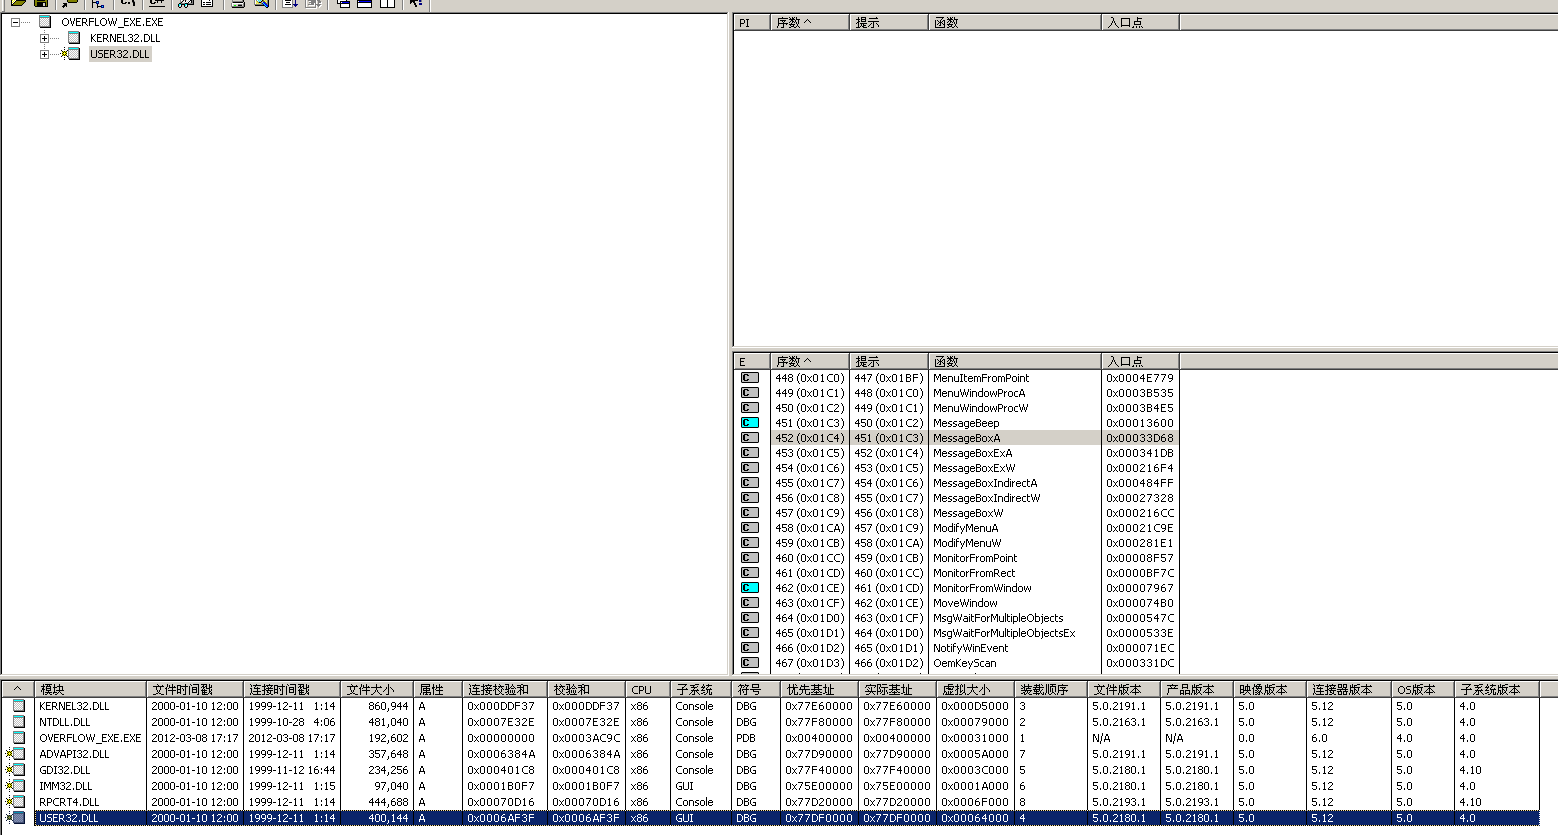 OVERFLOW_EXE.EXE
KERNEL32.DLL
USER32.DLL
PI 序数 ^ 提示 函数 入口点
E 序数 ^ 提示 函数 入口点
C 448 (0x01C0) 447 (0x01BF) MenuItemFromPoint 0x0004E779
C 449 (0x01C1) 448 (0x01C0) MenuWindowProcA 0x0003B535
C 450 (0x01C2) 449 (0x01C1) MenuWindowProcW 0x0003B4E5
C 451 (0x01C3) 450 (0x01C2) MessageBeep 0x00013600
C 452 (0x01C4) 451 (0x01C3) MessageBoxA 0x00033D68
C 453 (0x01C5) 452 (0x01C4) MessageBoxExA 0x000341DB
C 454 (0x01C6) 453 (0x01C5) MessageBoxExW 0x000216F4
C 455 (0x01C7) 454 (0x01C6) MessageBoxIndirectA 0x000484FF
C 456 (0x01C8) 455 (0x01C7) MessageBoxIndirectW 0x00027328
C 457 (0x01C9) 456 (0x01C8) MessageBoxW 0x000216CC
C 458 (0x01CA) 457 (0x01C9) ModifyMenuA 0x00021C9E
C 459 (0x01CB) 458 (0x01CA) ModifyMenuW 0x000281E1
C 460 (0x01CC) 459 (0x01CB) MonitorFromPoint 0x00008F57
C 461 (0x01CD) 460 (0x01CC) MonitorFromRect 0x0000BF7C
C 462 (0x01CE) 461 (0x01CD) MonitorFromWindow 0x00007967
C 463 (0x01CF) 462 (0x01CE) MoveWindow 0x000074B0
C 464 (0x01D0) 463 (0x01CF) MsgWaitForMultipleObjects 0x0000547C
C 465 (0x01D1) 464 (0x01D0) MsgWaitForMultipleObjectsEx 0x0000533E
C 466 (0x01D2) 465 (0x01D1) NotifyWinEvent 0x000071EC
C 467 (0x01D3) 466 (0x01D2) OemKeyScan 0x000331DC
^ 模块 文件时间戳 连接时间戳 文件大小 属性 连接校验和 校验和 CPU 子系统 符号 优先基址 实际基址 虚拟大小 装载顺序 文件版本 产品版本 映像版本 连接器版本 OS版本 子系统版本
KERNEL32.DLL 2000-01-10 12:00 1999-12-11 1:14 860,944 A 0x000DDF37 0x000DDF37 x86 Console DBG 0x77E60000 0x77E60000 0x000D5000 3 5.0.2191.1 5.0.2191.1 5.0 5.12 5.0 4.0
NTDLL.DLL 2000-01-10 12:00 1999-10-28 4:06 481,040 A 0x0007E32E 0x0007E32E x86 Console DBG 0x77F80000 0x77F80000 0x00079000 2 5.0.2163.1 5.0.2163.1 5.0 5.12 5.0 4.0
OVERFLOW_EXE.EXE 2012-03-08 17:17 2012-03-08 17:17 192,602 A 0x00000000 0x0003AC9C x86 Console PDB 0x00400000 0x00400000 0x00031000 1 N/A N/A 0.0 6.0 4.0 4.0
ADVAPI32.DLL 2000-01-10 12:00 1999-12-11 1:14 357,648 A 0x0006384A 0x0006384A x86 Console DBG 0x77D90000 0x77D90000 0x0005A000 7 5.0.2191.1 5.0.2191.1 5.0 5.12 5.0 4.0
GDI32.DLL 2000-01-10 12:00 1999-11-12 16:44 234,256 A 0x000401C8 0x000401C8 x86 Console DBG 0x77F40000 0x77F40000 0x0003C000 5 5.0.2180.1 5.0.2180.1 5.0 5.12 5.0 4.10
IMM32.DLL 2000-01-10 12:00 1999-12-11 1:15 97,040 A 0x0001B0F7 0x0001B0F7 x86 GUI DBG 0x75E00000 0x75E00000 0x0001A000 6 5.0.2180.1 5.0.2180.1 5.0 5.12 5.0 4.0
RPCRT4.DLL 2000-01-10 12:00 1999-12-11 1:14 444,688 A 0x00070D16 0x00070D16 x86 Console DBG 0x77D20000 0x77D20000 0x0006F000 8 5.0.2193.1 5.0.2193.1 5.0 5.12 5.0 4.10
USER32.DLL 2000-01-10 12:00 1999-12-11 1:14 400,144 A 0x0006AF3F 0x0006AF3F x86 GUI DBG 0x77DF0000 0x77DF0000 0x00064000 4 5.0.2180.1 5.0.2180.1 5.0 5.12 5.0 4.0